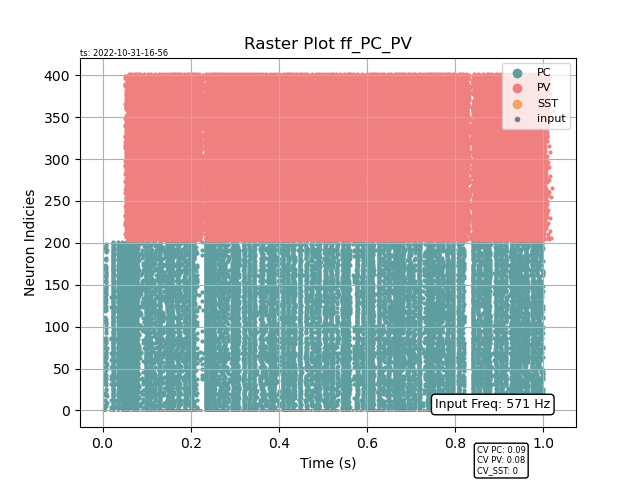 Raster Plot ff_PC_PV
ts: 2022-10-31-16-56
PC
PV
SST
input
400
350
300
250
200
150
100
50
0
Neuron Indicies
Input Freq: 571 Hz
0.0 0.2 0.4 0.6 0.8 1.0
Time (s)
CV PC: 0.09
CV PV: 0.08
CV_SST: 0